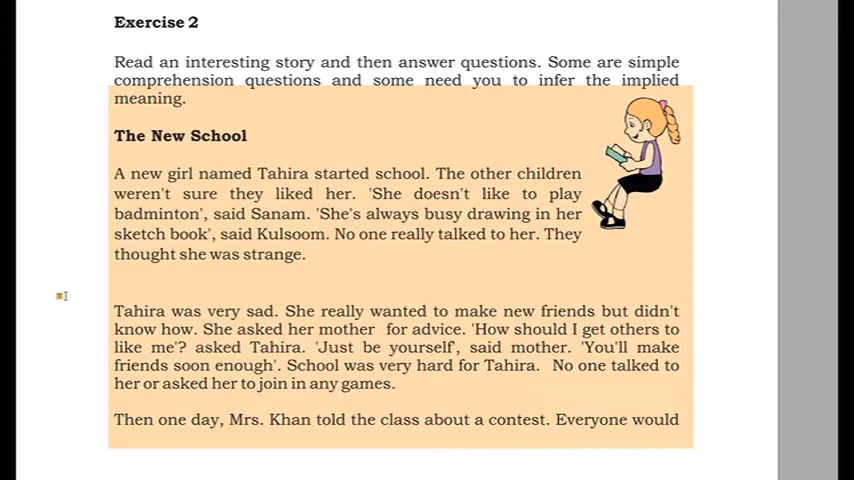 Exercise 2
Read an interesting story and then answer questions. Some are simple
comprehension questions and some need you to infer the implied
meaning.
The New School
A new girl named Tahira started school. The other children
weren't sure they liked her. 'She doesn't like to play
badminton', said Sanam. 'She's always busy drawing in her
sketch book', said Kulsoom. No one really talked to her. They
thought she was strange.
Tahira was very sad. She really wanted to make new friends but didn't
know how. She asked her mother for advice. 'How should I get others to
like me'? asked Tahira. 'Just be yourself', said mother. 'You'll make
friends soon enough'. School was very hard for Tahira. No one talked to
her or asked her to join in any games.
Then one day, Mrs. Khan told the class about a contest. Everyone would